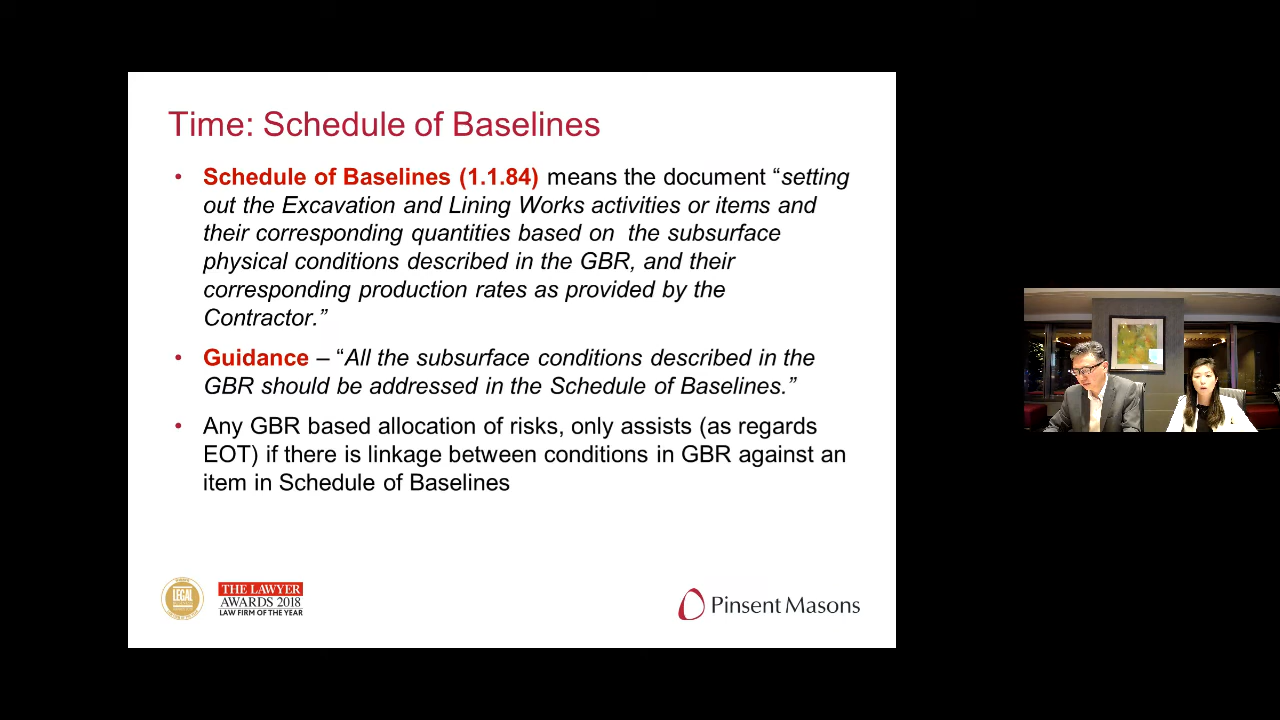 Time: Schedule of Baselines
• Schedule of Baselines (1.1.84) means the document “setting
out the Excavation and Lining Works activities or items and
their corresponding quantities based on the subsurface
physical conditions described in the GBR, and their
corresponding production rates as provided by the
Contractor.”
• Guidance – “All the subsurface conditions described in the
GBR should be addressed in the Schedule of Baselines.”
• Any GBR based allocation of risks, only assists (as regards
EOT) if there is linkage between conditions in GBR against an
item in Schedule of Baselines
LEGAL
THE LAWYER
AWARDS 2018
LAW FIRM OF THE YEAR
Pinsent Masons